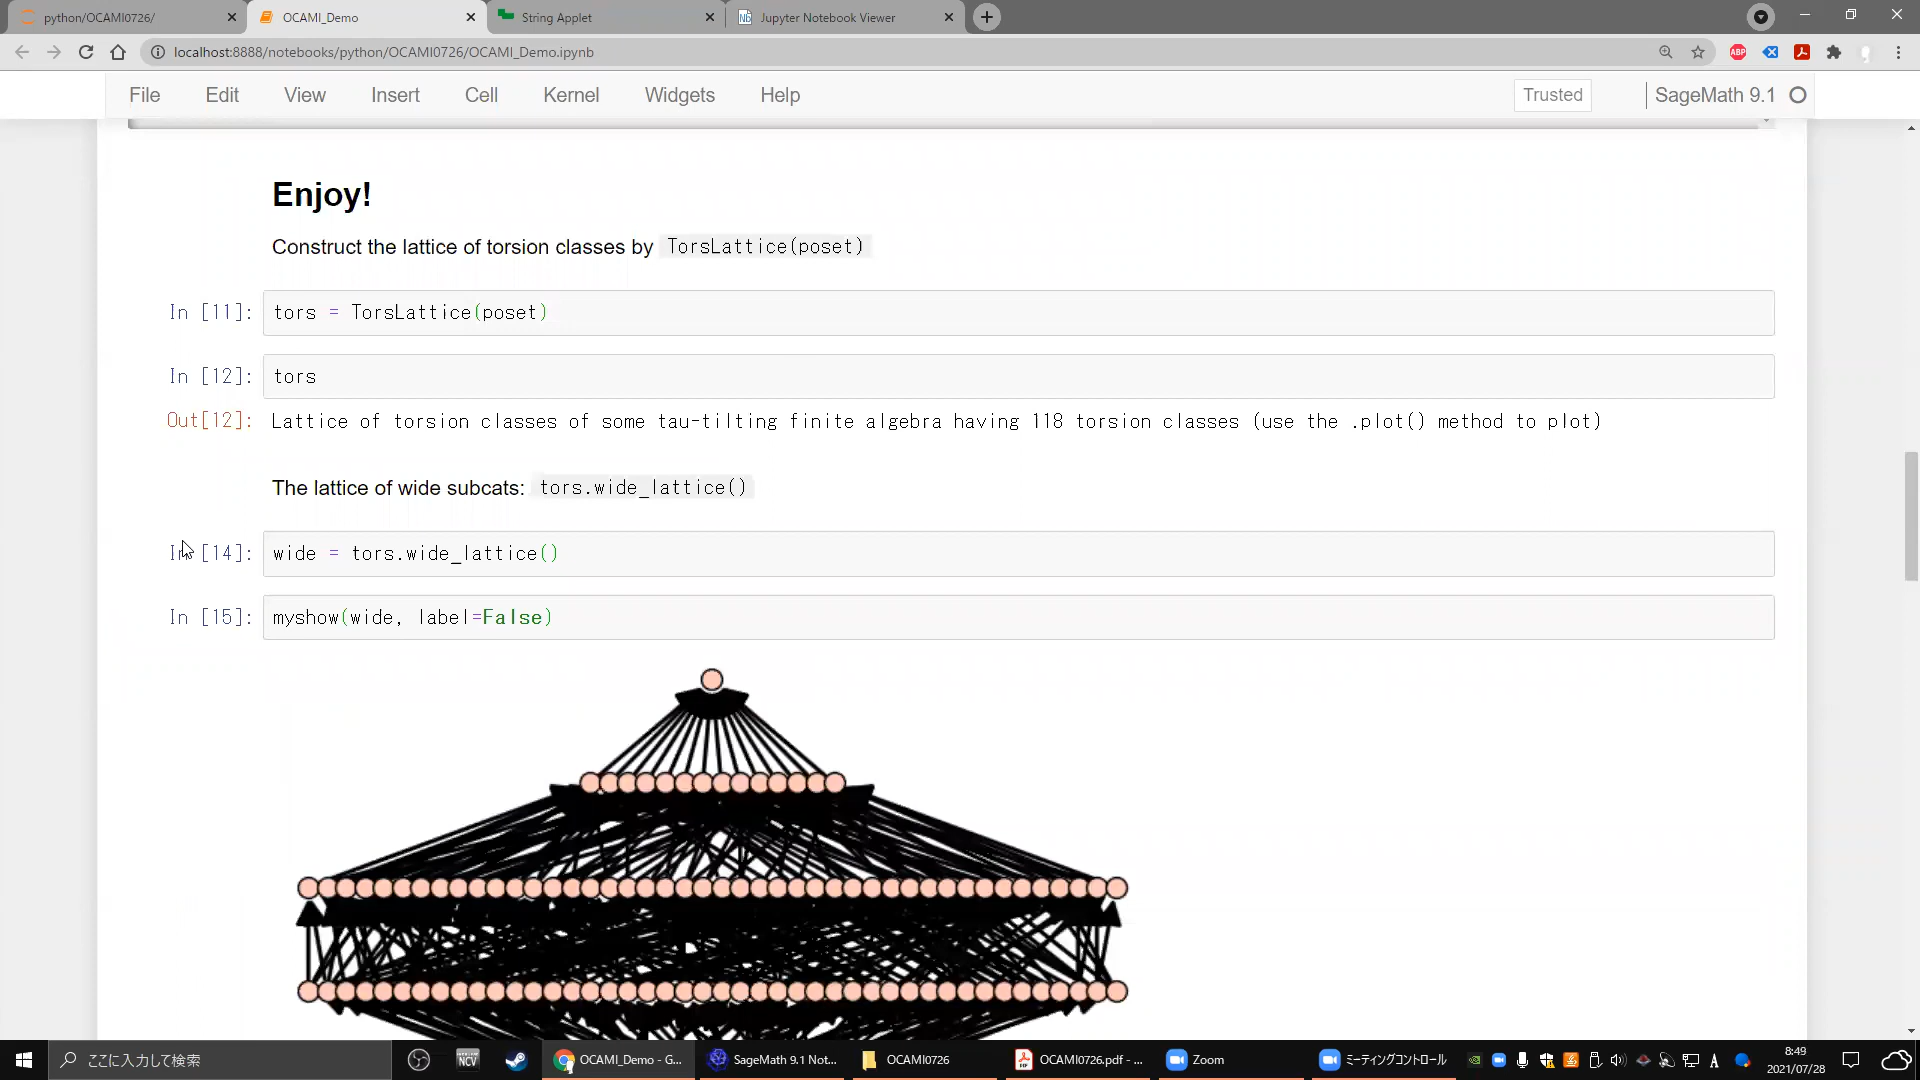 python/OCAMI0726/
OCAMI_Demo
String Applet
Jupyter Notebook Viewer
localhost:8888/notebooks/python/OCAMI0726/OCAMI_Demo.ipynb
ABP
File Edit View Insert Cell Kernel Widgets Help
Trusted
SageMath 9.1
Enjoy!
Construct the lattice of torsion classes by TorsLattice(poset)
In [11]: tors = TorsLattice(poset)
In [12]: tors
Out[12]: Lattice of torsion classes of some tau-tilting finite algebra having 118 torsion classes (use the .plot() method to plot)
The lattice of wide subcats: tors.wide_lattice()
In [14]: wide = tors.wide_lattice()
In [15]: myshow(wide, label=False)
ここに入力して検索
NCV
OCAMI_Demo - G...
SageMath 9.1 Not...
OCAMI0726
OCAMI0726.pdf - ...
Zoom
ミーティングコントロール
A
8:49
2021/07/28